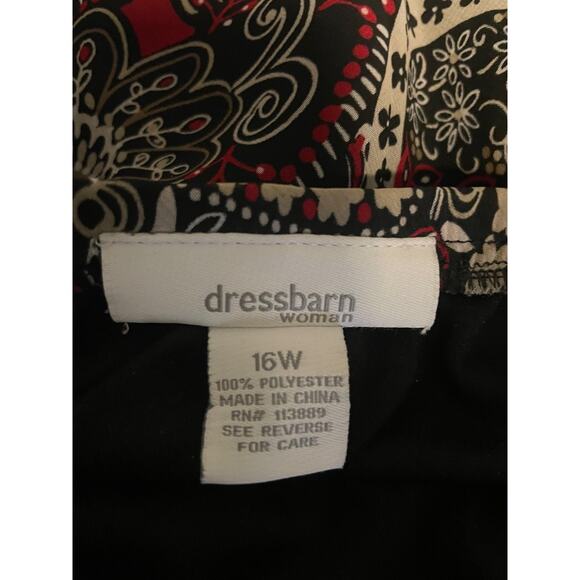 dressbarn
woman
16W
100% POLYESTER
MADE IN CHINA
RN# 113889
SEE REVERSE
FOR CARE